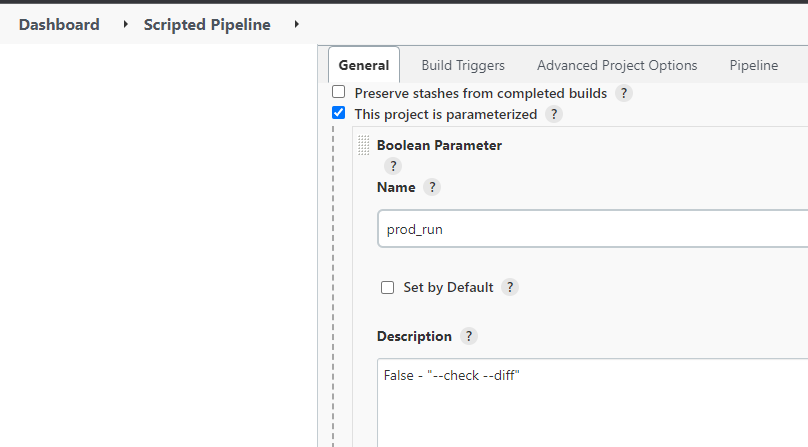 Dashboard Scripted Pipeline
General Build Triggers Advanced Project Options Pipeline
Preserve stashes from completed builds ?
This project is parameterized ?
Boolean Parameter
?
Name ?
prod_run
Set by Default ?
Description ?
False - "--check --diff"